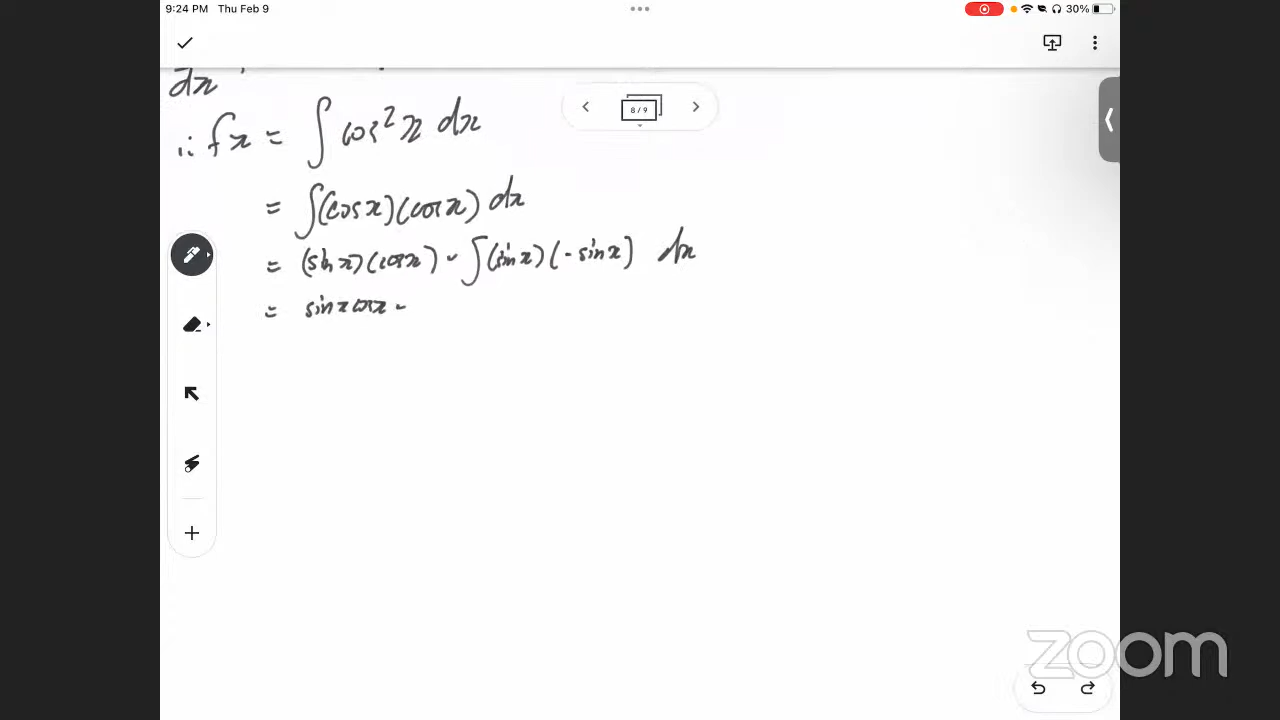 9:24 PM Thu Feb 9
30%
dx
8 / 9
ii fx = ∫ cos²x dx
= ∫(cosx)(cosx) dx
= (sinx)(cosx) - ∫(sinx)(-sinx) dx
= sinxcosx -
zoom